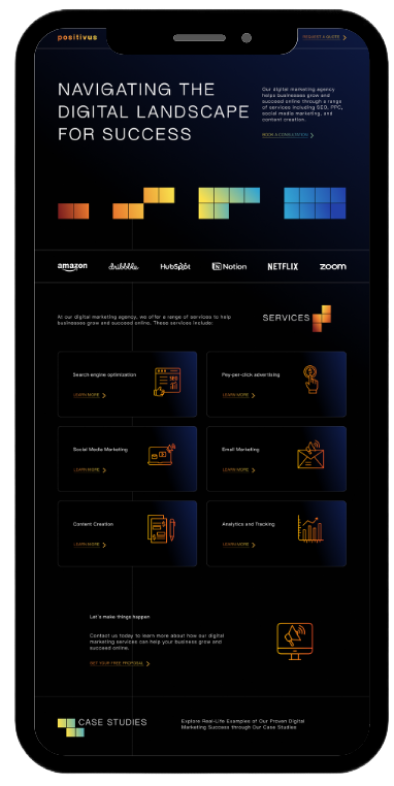 positivus
REQUEST A QUOTE
NAVIGATING THE
DIGITAL LANDSCAPE
FOR SUCCESS
Our digital marketing agency
helps businesses grow and
succeed online through a range
of services including SEO, PPC,
social media marketing, and
content creation.
BOOK A CONSULTATION
amazon
dribbble
HubSpot
Notion
NETFLIX
zoom
At our digital marketing agency, we offer a range of services to help
businesses grow and succeed online. These services include:
SERVICES
Search engine optimization
LEARN MORE
Pay-per-click advertising
LEARN MORE
Social Media Marketing
LEARN MORE
Email Marketing
LEARN MORE
Content Creation
LEARN MORE
Analytics and Tracking
LEARN MORE
Let's make things happen
Contact us today to learn more about how our digital
marketing services can help your business grow and
succeed online.
GET YOUR FREE PROPOSAL
CASE STUDIES
Explore Real-Life Examples of Our Proven Digital
Marketing Success through Our Case Studies